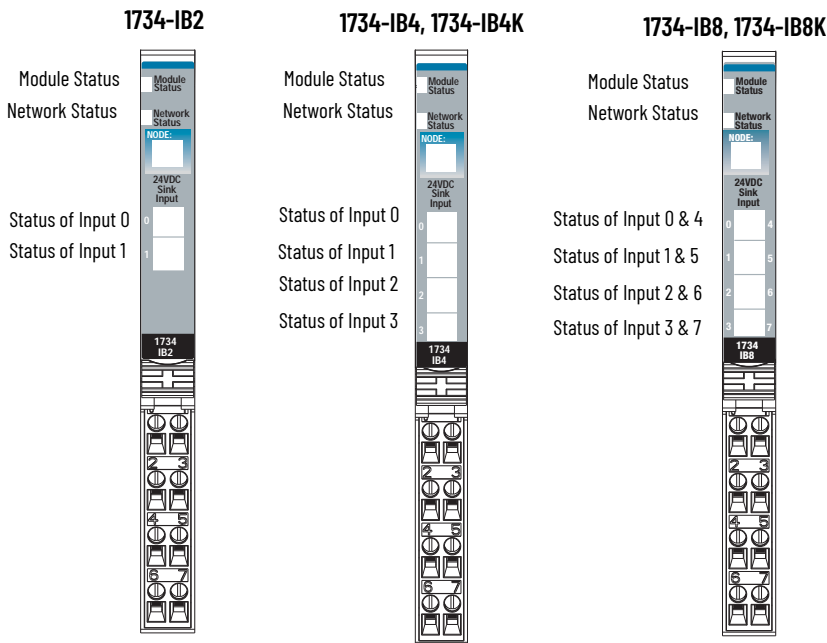 1734-IB2
Module Status
Network Status
Module
Status
Network
Status
NODE:
24VDC
Sink
Input
Status of Input 0
0
Status of Input 1
1
1734
IB2
2 3
4 5
6 7
1734-IB4, 1734-IB4K
Module Status
Network Status
Module
Status
Network
Status
NODE:
24VDC
Sink
Input
Status of Input 0
0
Status of Input 1
1
Status of Input 2
2
Status of Input 3
3
1734
IB4
2 3
4 5
6 7
1734-IB8, 1734-IB8K
Module Status
Network Status
Module
Status
Network
Status
NODE:
24VDC
Sink
Input
Status of Input 0 & 4
0 4
Status of Input 1 & 5
1 5
Status of Input 2 & 6
2 6
Status of Input 3 & 7
3 7
1734
IB8
2 3
4 5
6 7